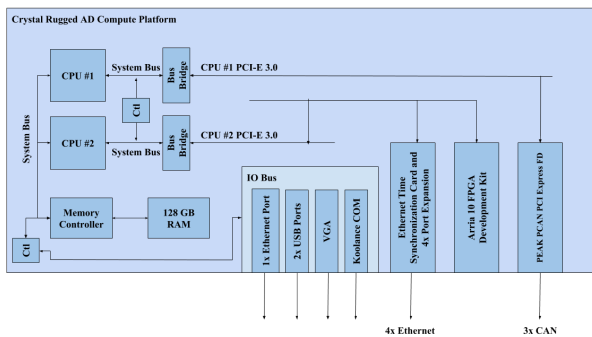 Crystal Rugged AD Compute Platform
CPU #1
System Bus
Bus
Bridge
CPU #1 PCI-E 3.0
Ctl
System Bus
CPU #2
System Bus
Bus
Bridge
CPU #2 PCI-E 3.0
Memory
Controller
128 GB
RAM
Ctl
IO Bus
1x Ethernet Port
2x USB Ports
VGA
Koolance COM
Ethernet Time
Synchronization Card and
4x Port Expansion
Arria 10 FPGA
Development Kit
PEAK PCAN PCI Express FD
4x Ethernet
3x CAN